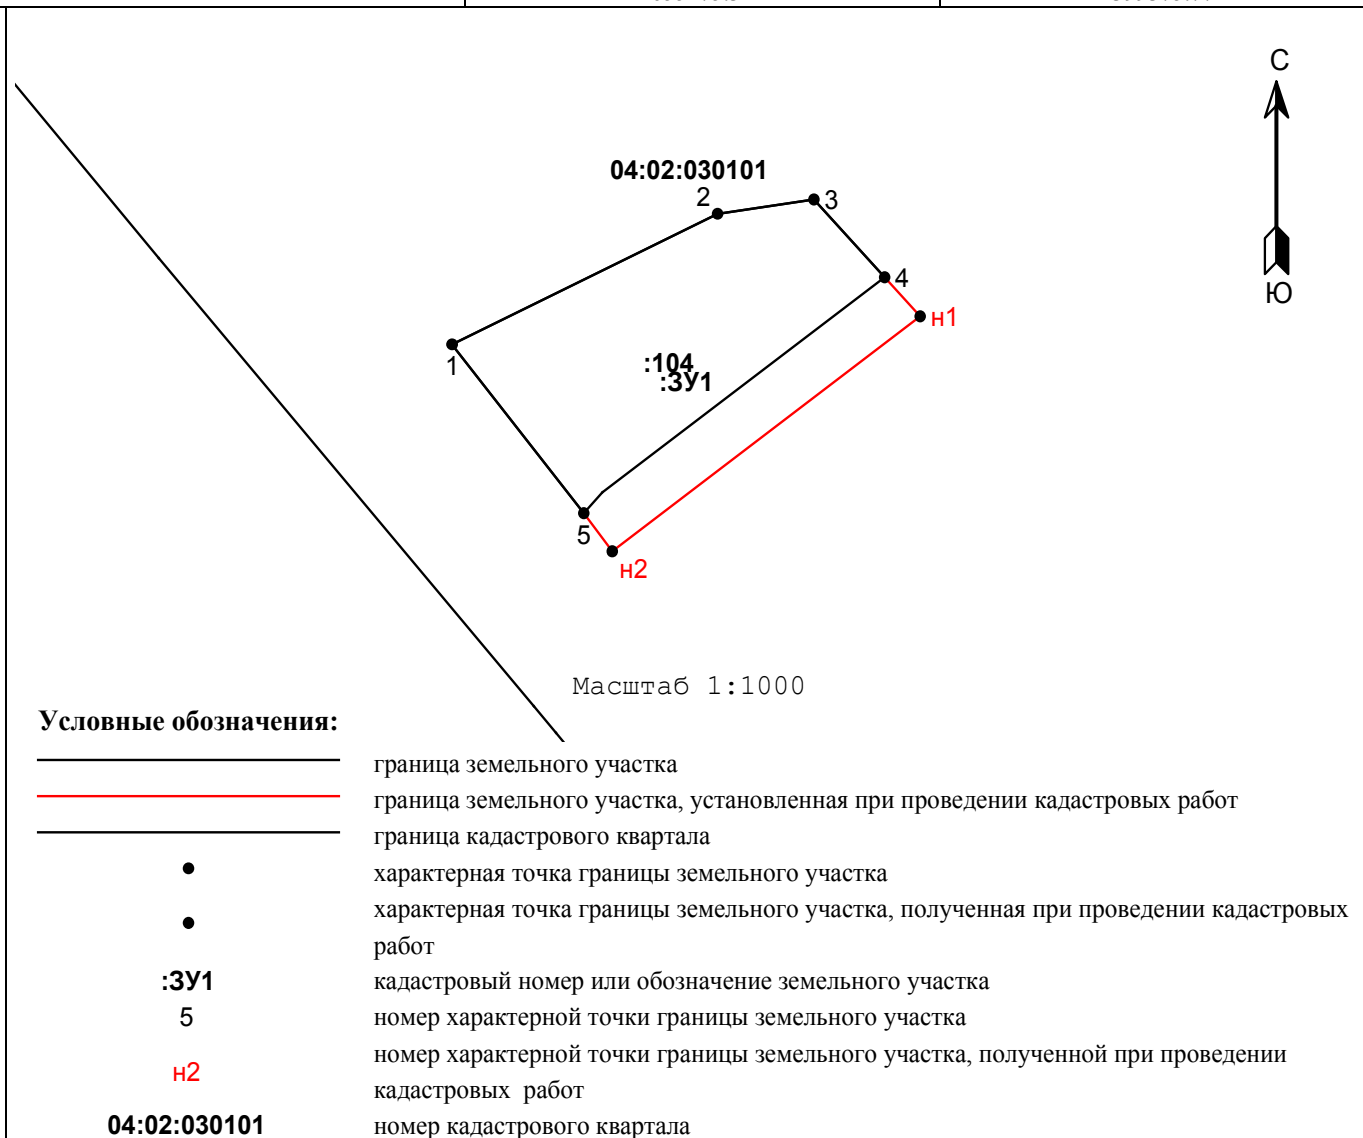 С
04:02:030101
2
3
4
н1
Ю
1
:104
:ЗУ1
5
н2
Масштаб 1:1000
Условные обозначения:
граница земельного участка
граница земельного участка, установленная при проведении кадастровых работ
граница кадастрового квартала
характерная точка границы земельного участка
характерная точка границы земельного участка, полученная при проведении кадастровых
работ
:ЗУ1 кадастровый номер или обозначение земельного участка
5 номер характерной точки границы земельного участка
н2 номер характерной точки границы земельного участка, полученной при проведении
кадастровых работ
04:02:030101 номер кадастрового квартала